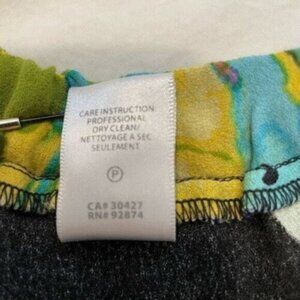 CARE INSTRUCTION
PROFESSIONAL
DRY CLEAN/
NETTOYAGE A SEC
SEULEMENT
P
CA# 30427
RN# 92874